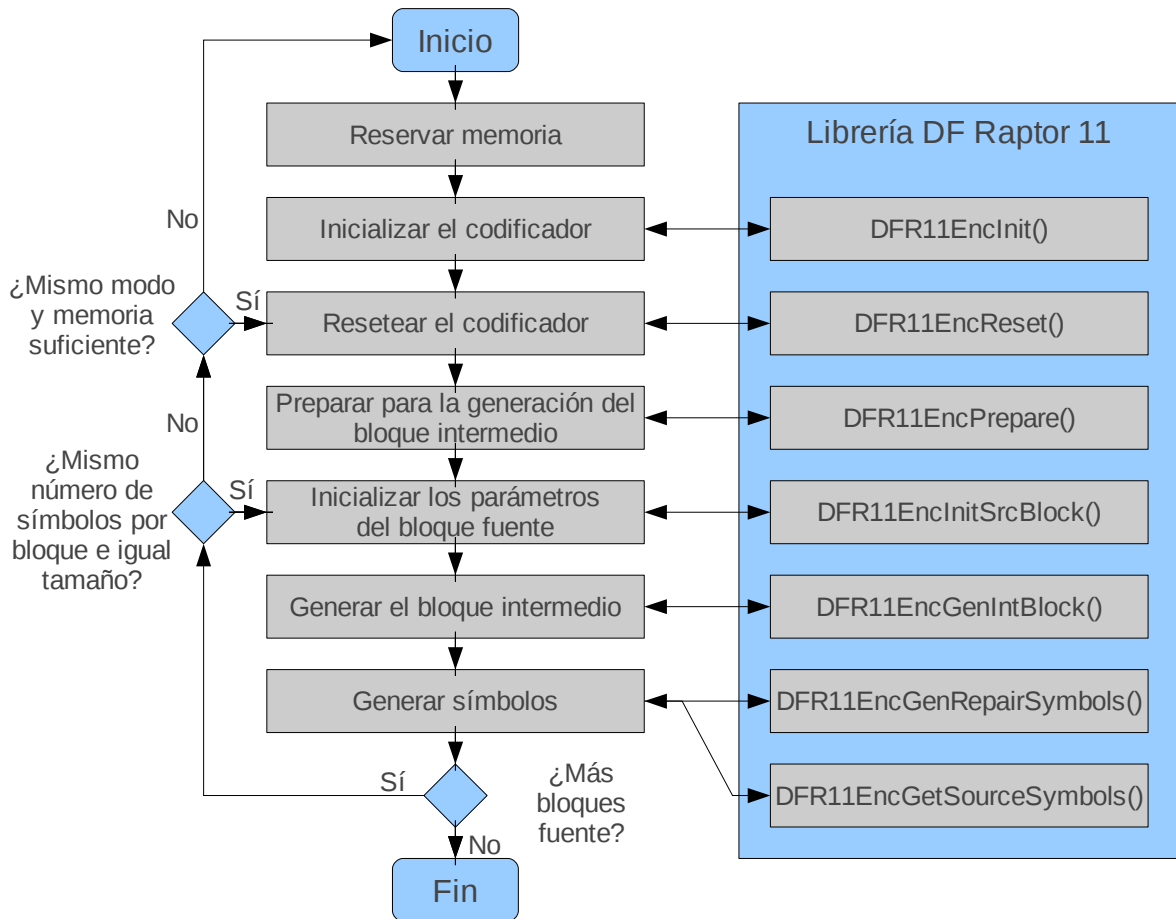 Inicio
Reservar memoria
Librería DF Raptor 11
No
Inicializar el codificador
DFR11EncInit()
¿Mismo modo
y memoria
suficiente?
Sí
Resetear el codificador
DFR11EncReset()
No
Preparar para la generación del
bloque intermedio
DFR11EncPrepare()
¿Mismo
número de
símbolos por
bloque e igual
tamaño?
Sí
Inicializar los parámetros
del bloque fuente
DFR11EncInitSrcBlock()
Generar el bloque intermedio
DFR11EncGenIntBlock()
Generar símbolos
DFR11EncGenRepairSymbols()
Sí
¿Más
bloques
fuente?
DFR11EncGetSourceSymbols()
No
Fin